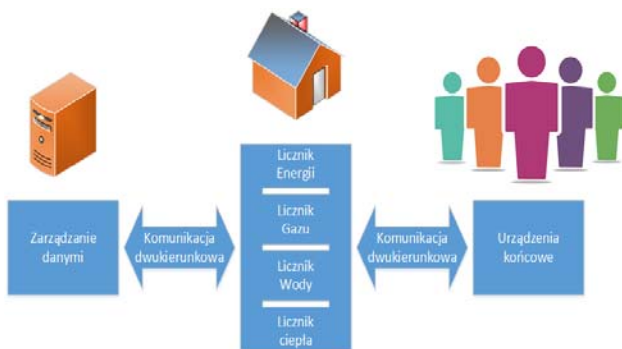 Zarządzanie
danymi
Komunikacja
dwukierunkowa
Licznik
Energii
Licznik
Gazu
Licznik
Wody
Licznik
ciepła
Komunikacja
dwukierunkowa
Urządzenia
końcowe